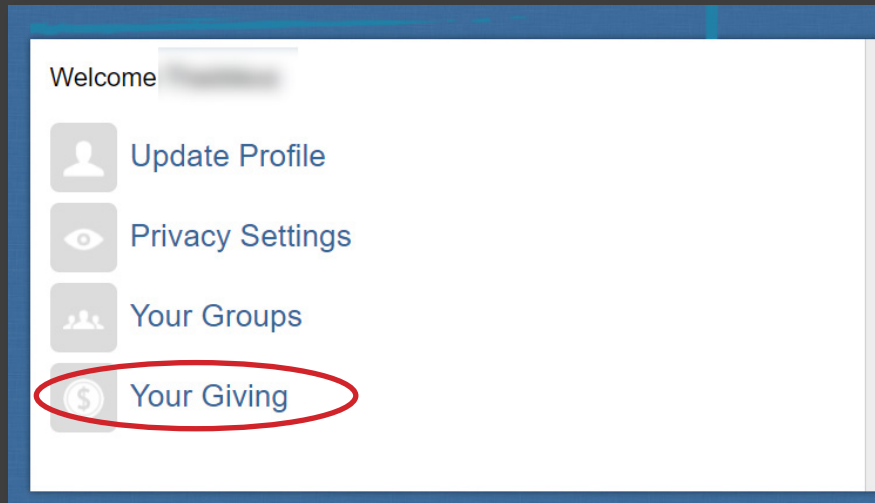 Welcome
Update Profile
Privacy Settings
Your Groups
$ Your Giving